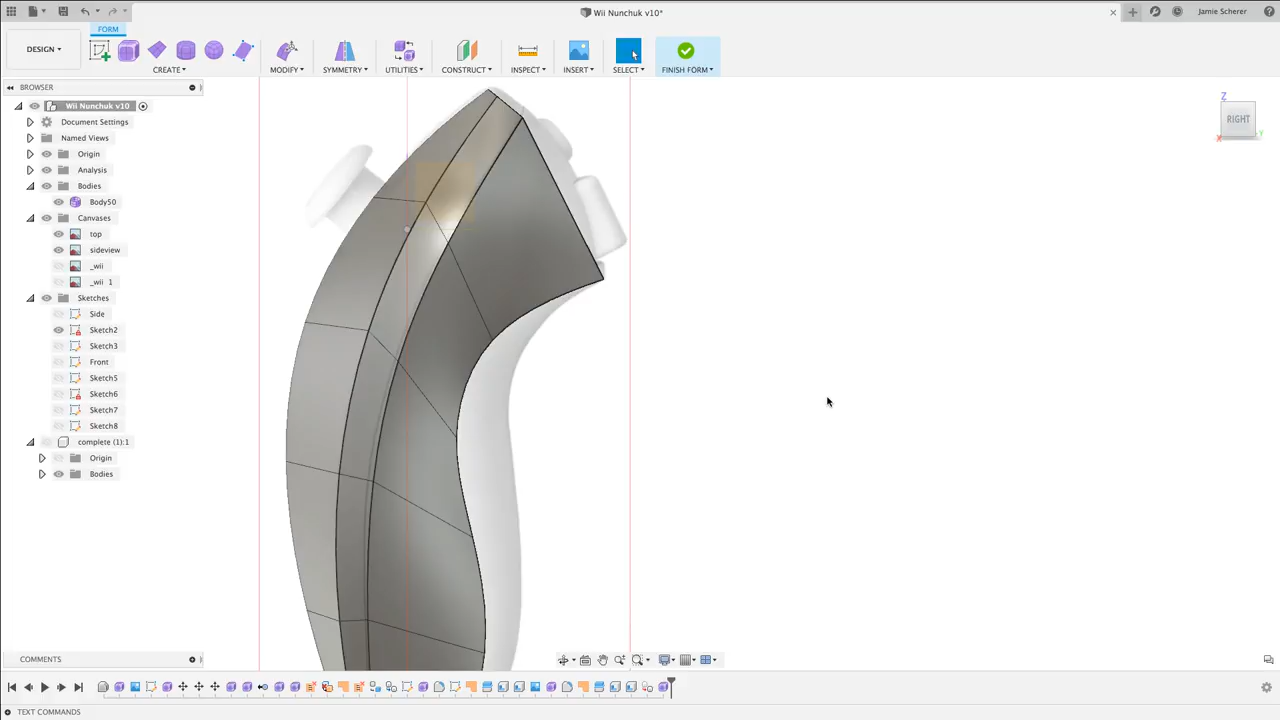 Wii Nunchuk v10*
Jamie Scherer
FORM
DESIGN
CREATE
MODIFY
SYMMETRY
UTILITIES
CONSTRUCT
INSPECT
INSERT
SELECT
FINISH FORM
BROWSER
Wii Nunchuk v10
Document Settings
Named Views
Origin
Analysis
Bodies
Body50
Canvases
top
sideview
_wii
_wii 1
Sketches
Side
Sketch2
Sketch3
Front
Sketch5
Sketch6
Sketch7
Sketch8
complete (1):1
Origin
Bodies
Z
RIGHT
X
Y
COMMENTS
TEXT COMMANDS